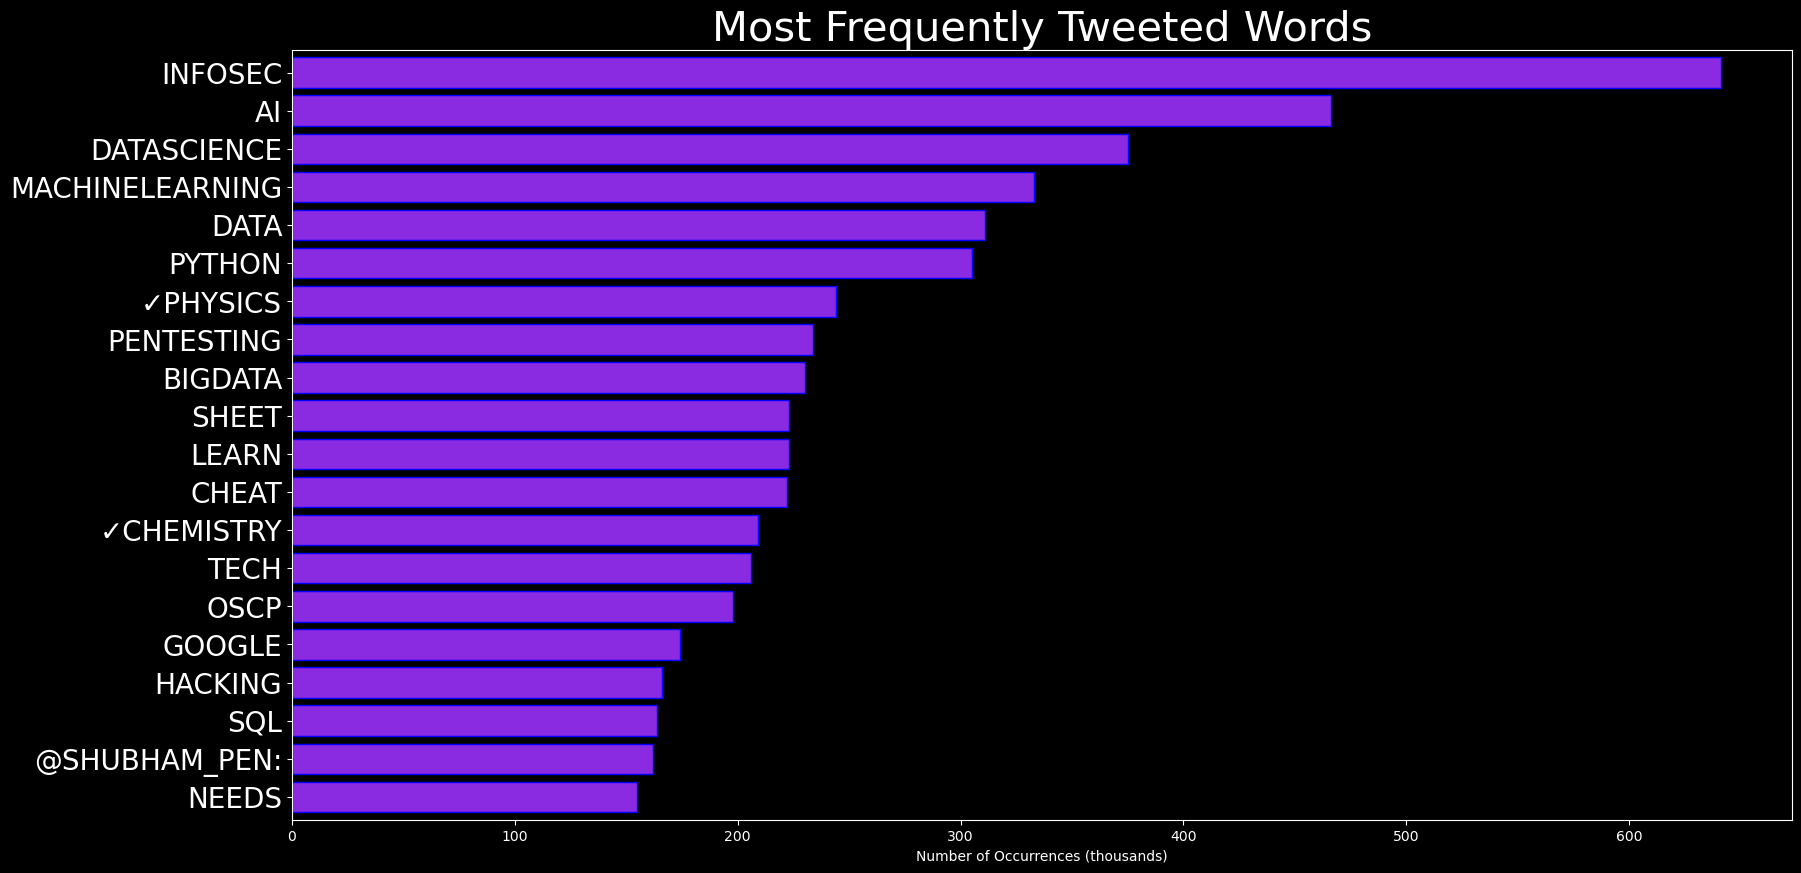 Most Frequently Tweeted Words
INFOSEC
AI
DATASCIENCE
MACHINELEARNING
DATA
PYTHON
✓PHYSICS
PENTESTING
BIGDATA
SHEET
LEARN
CHEAT
✓CHEMISTRY
TECH
OSCP
GOOGLE
HACKING
SQL
@SHUBHAM_PEN:
NEEDS
0 100 200 300 400 500 600
Number of Occurrences (thousands)